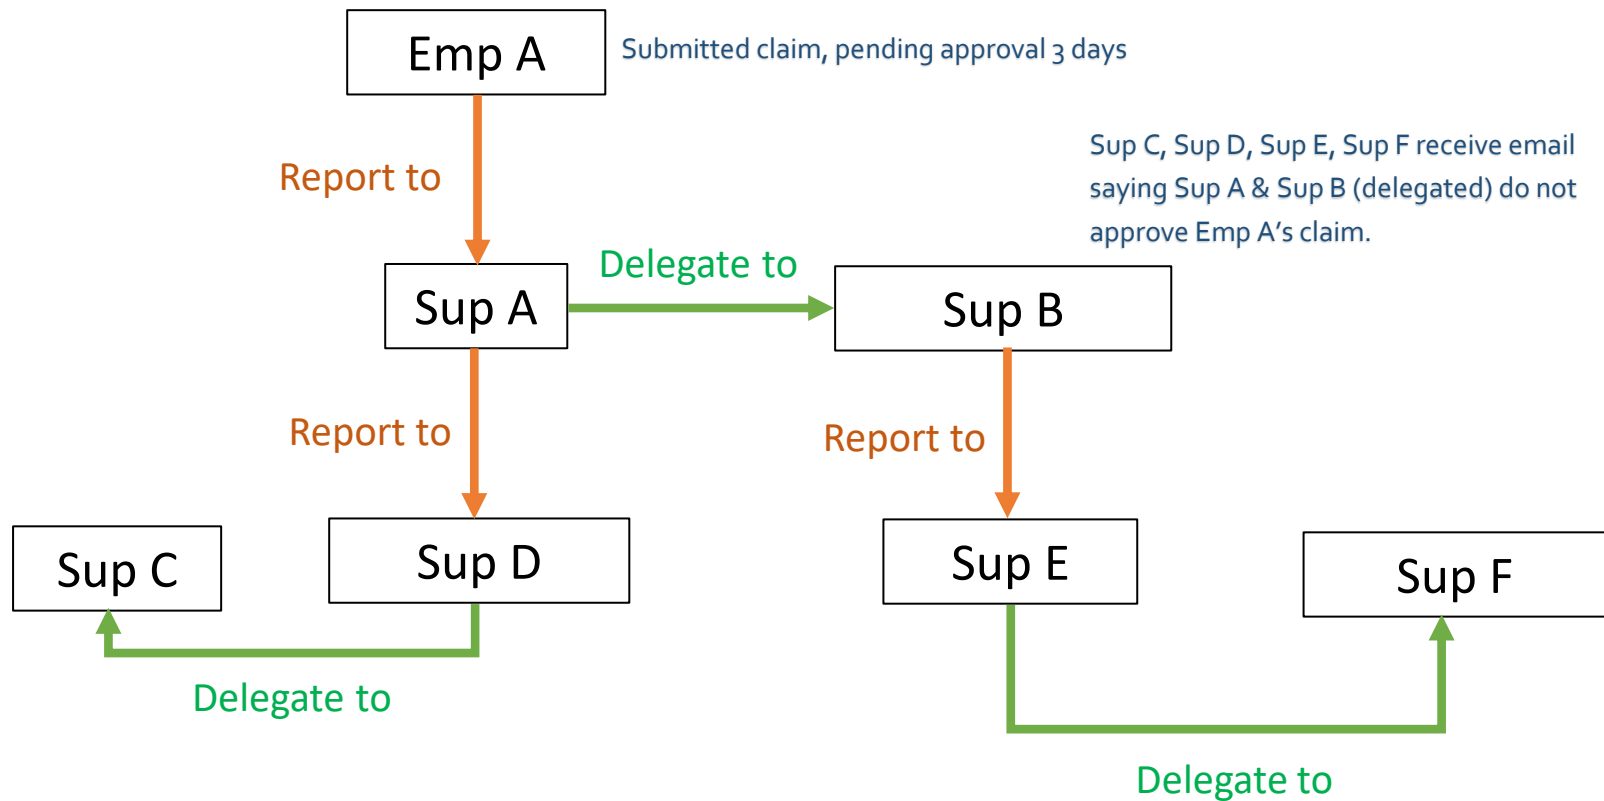 Emp A
Submitted claim, pending approval 3 days
Sup C, Sup D, Sup E, Sup F receive email
saying Sup A & Sup B (delegated) do not
approve Emp A's claim.
Report to
Delegate to
Sup A
Sup B
Report to
Report to
Sup C
Sup D
Sup E
Sup F
Delegate to
Delegate to